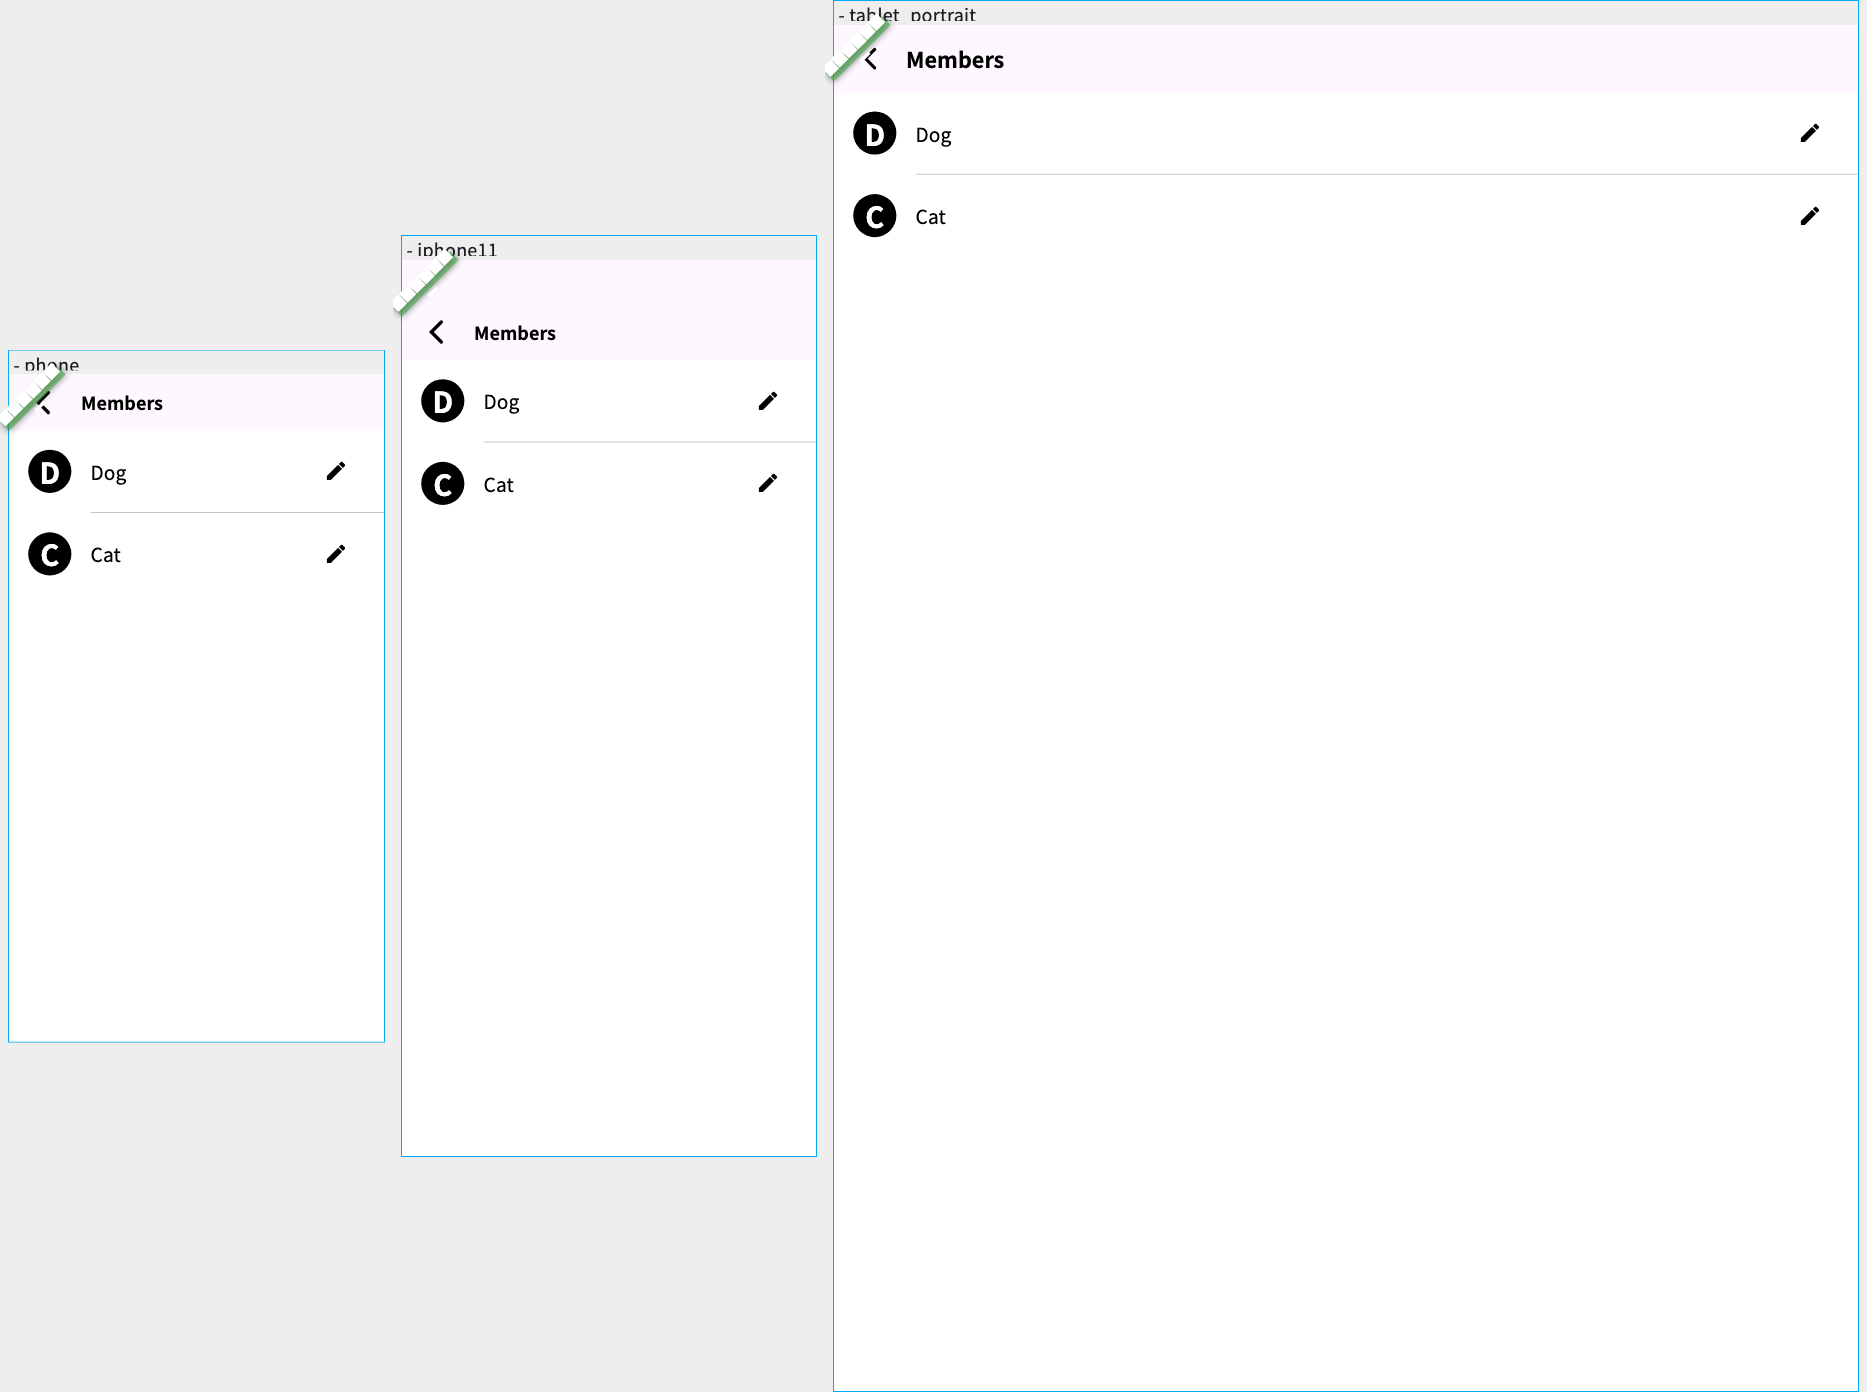 - phone
Members
D Dog
C Cat
- iphone11
Members
D Dog
C Cat
- tablet_portrait
Members
D Dog
C Cat